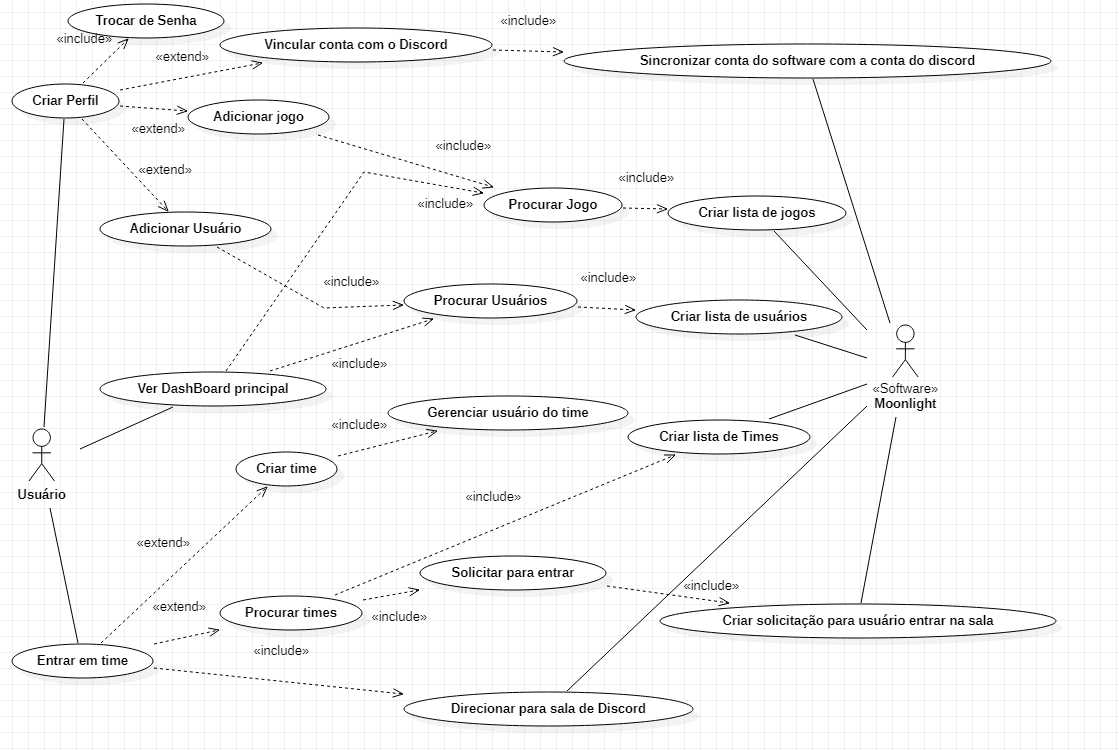 Trocar de Senha
«include»
«include»
Vincular conta com o Discord
«extend»
Sincronizar conta do software com a conta do discord
Criar Perfil
Adicionar jogo
«extend»
«include»
«extend»
«include»
«include»
Procurar Jogo
Criar lista de jogos
Adicionar Usuário
«include»
«include»
Procurar Usuários
Criar lista de usuários
«include»
Ver DashBoard principal
«Software»
Moonlight
Gerenciar usuário do time
«include»
Criar lista de Times
Criar time
Usuário
«include»
«extend»
Solicitar para entrar
«include»
«extend»
Procurar times
«include»
Criar solicitação para usuário entrar na sala
«include»
Entrar em time
Direcionar para sala de Discord